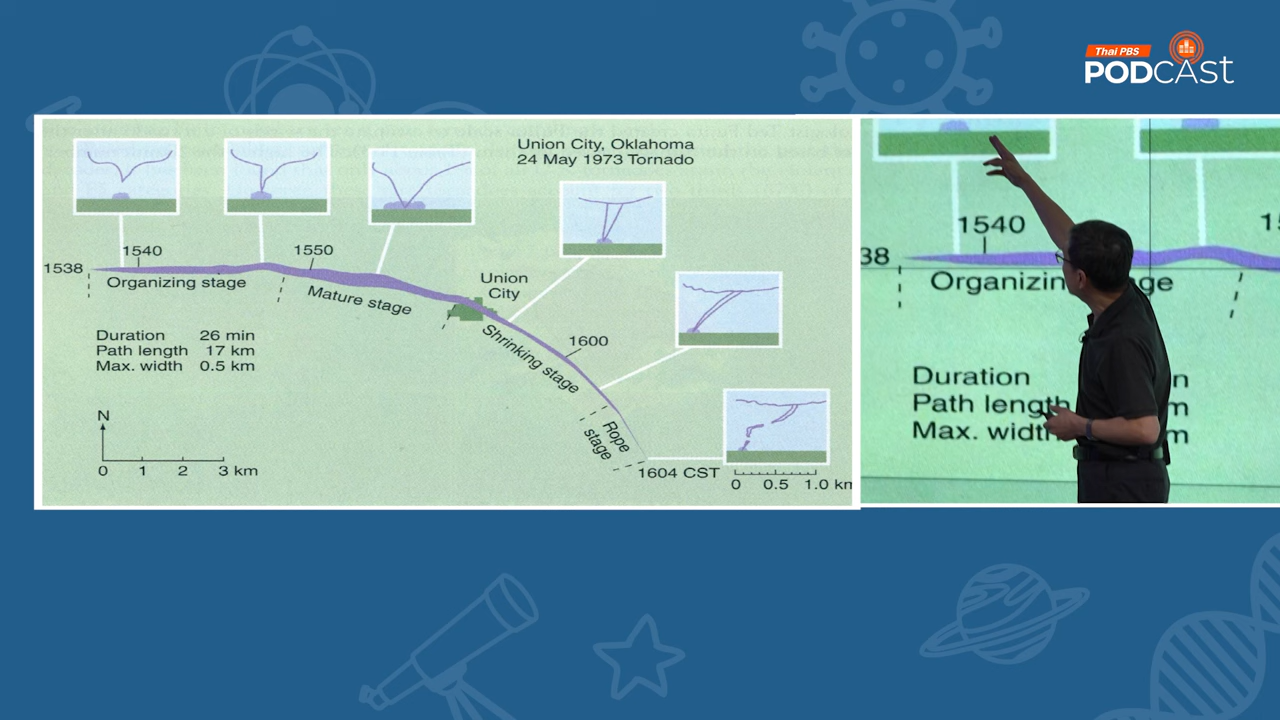 Thai PBS
PODCAST
Union City, Oklahoma
24 May 1973 Tornado
1538
1540
1550
Organizing stage
Mature stage
Union
City
Shrinking stage
1600
Rope
stage
1604 CST
Duration 26 min
Path length 17 km
Max. width 0.5 km
N
0 1 2 3 km
0 0.5 1.0 km
38
1540
Organizing stage
Duration
Path length
Max. width